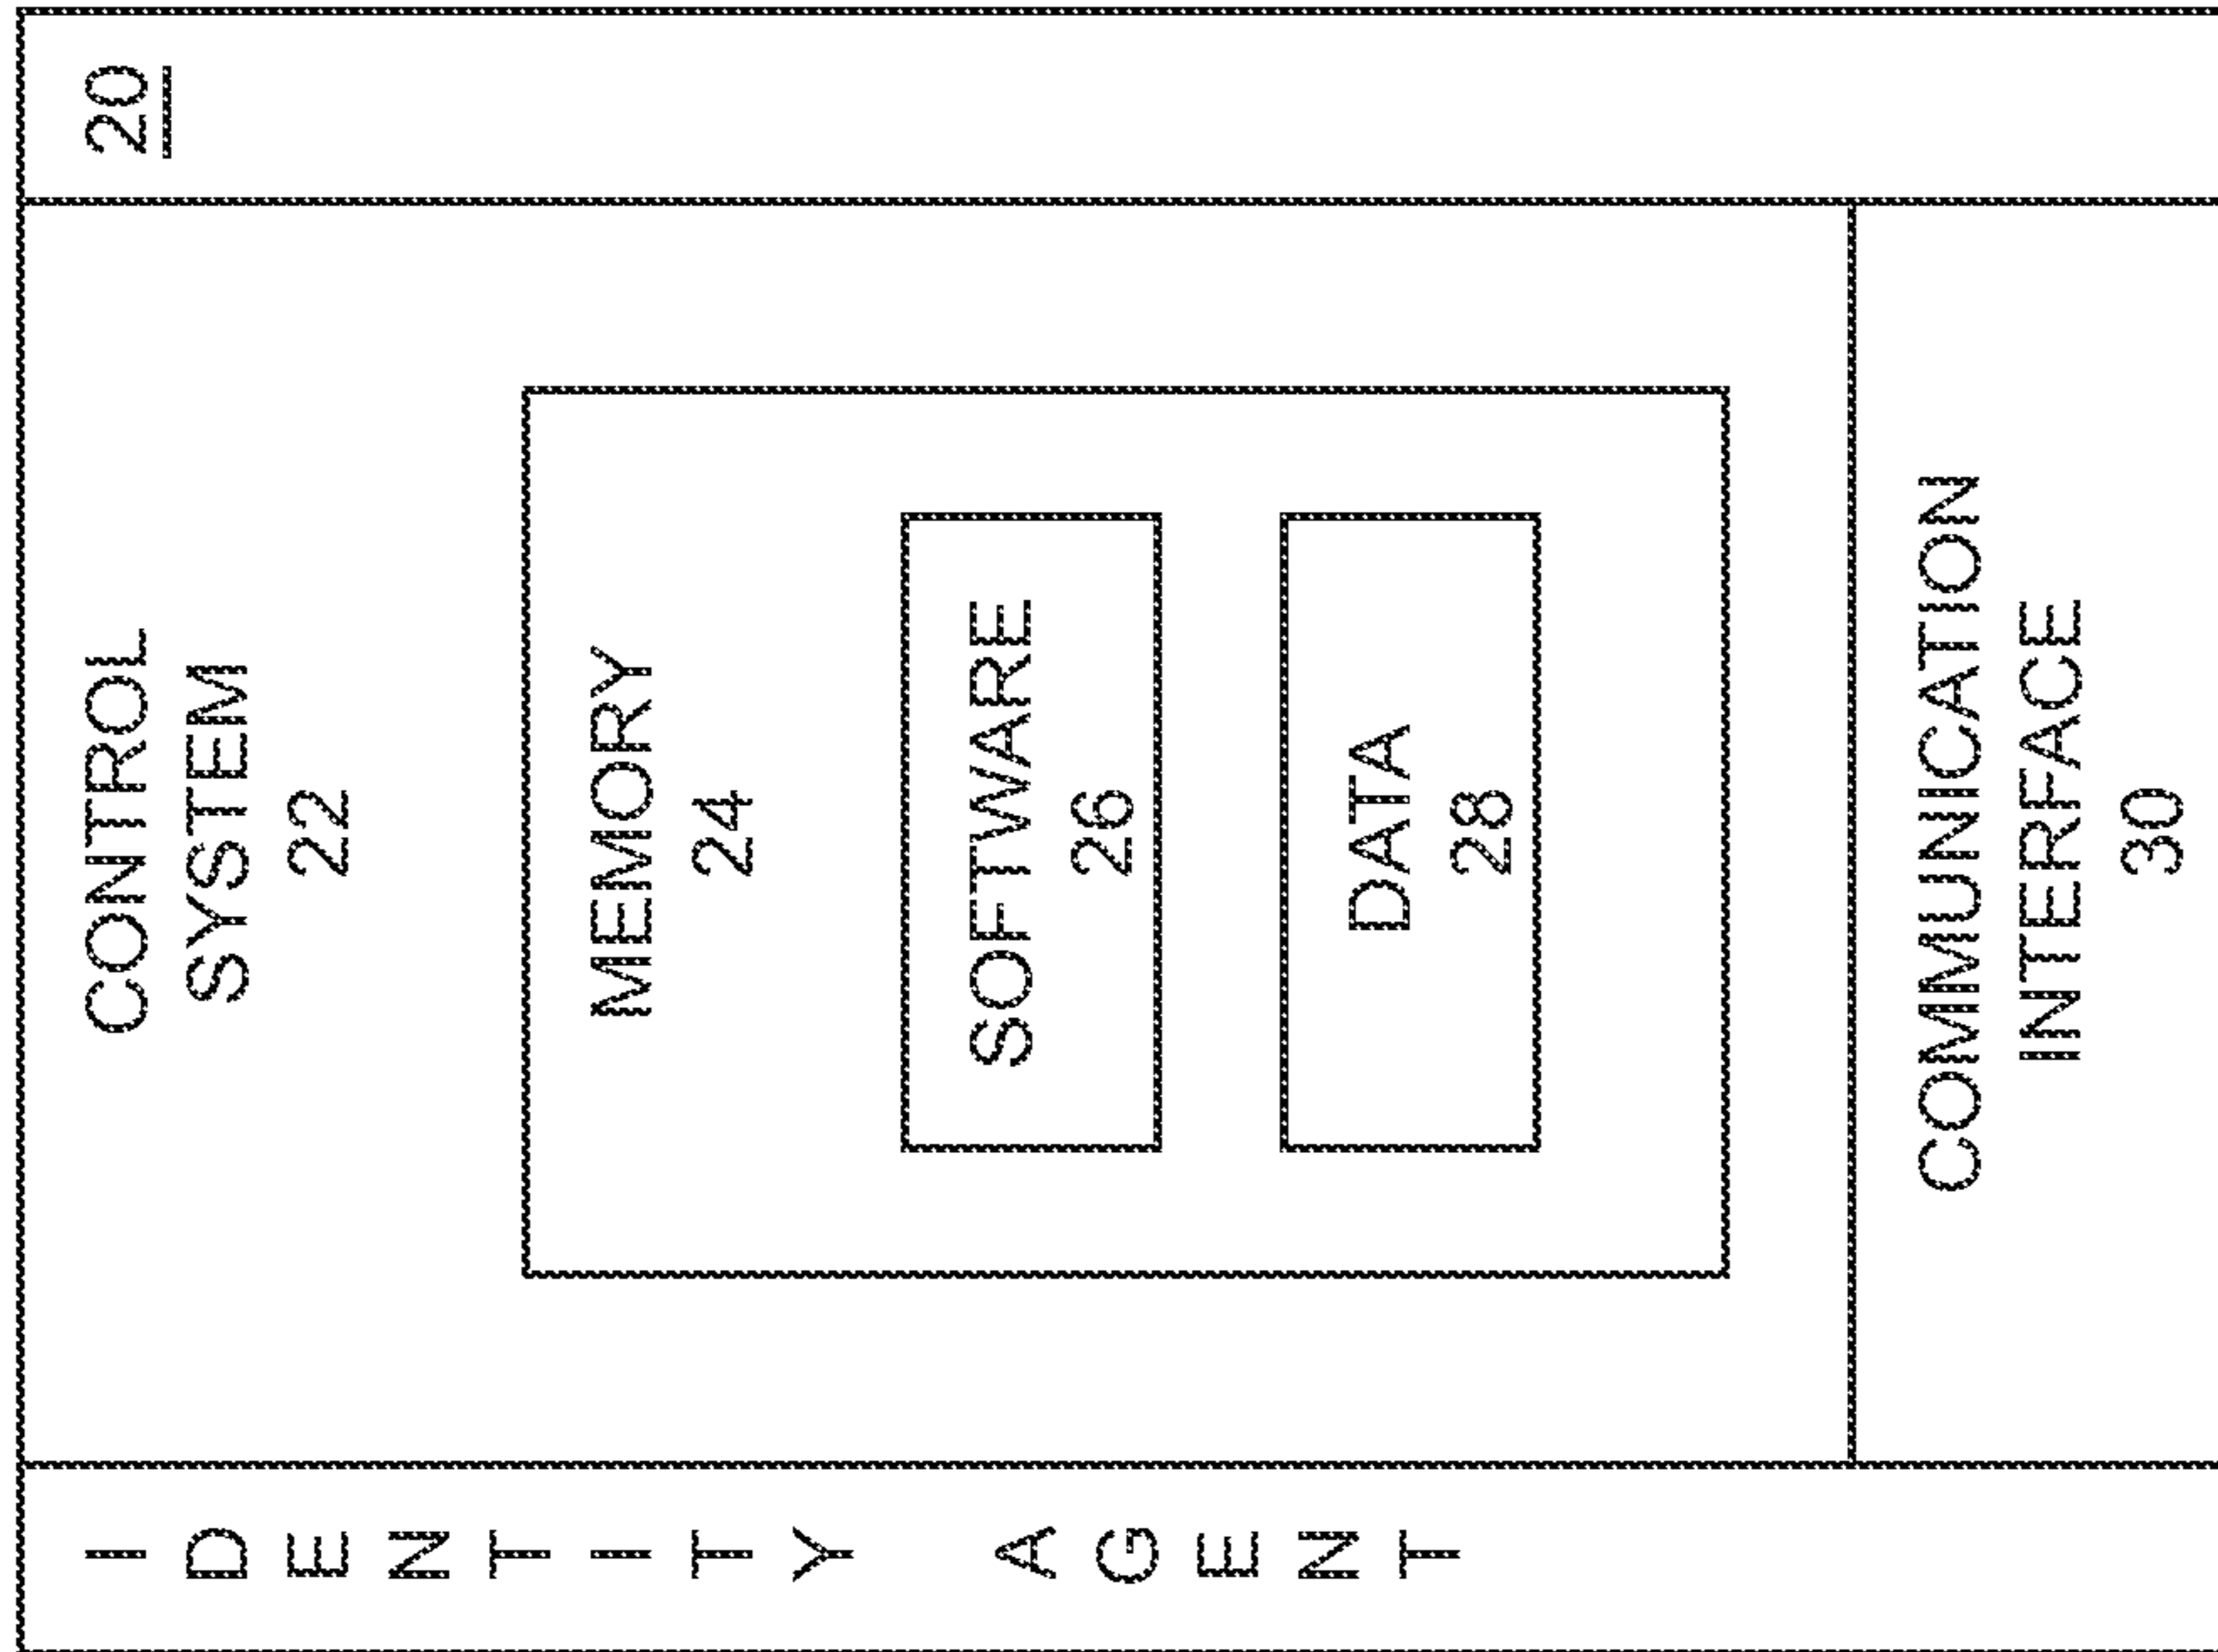 IDENTITY AGENT
CONTROL
SYSTEM
22
MEMORY
24
SOFTWARE
26
DATA
28
COMMUNICATION
INTERFACE
30
20